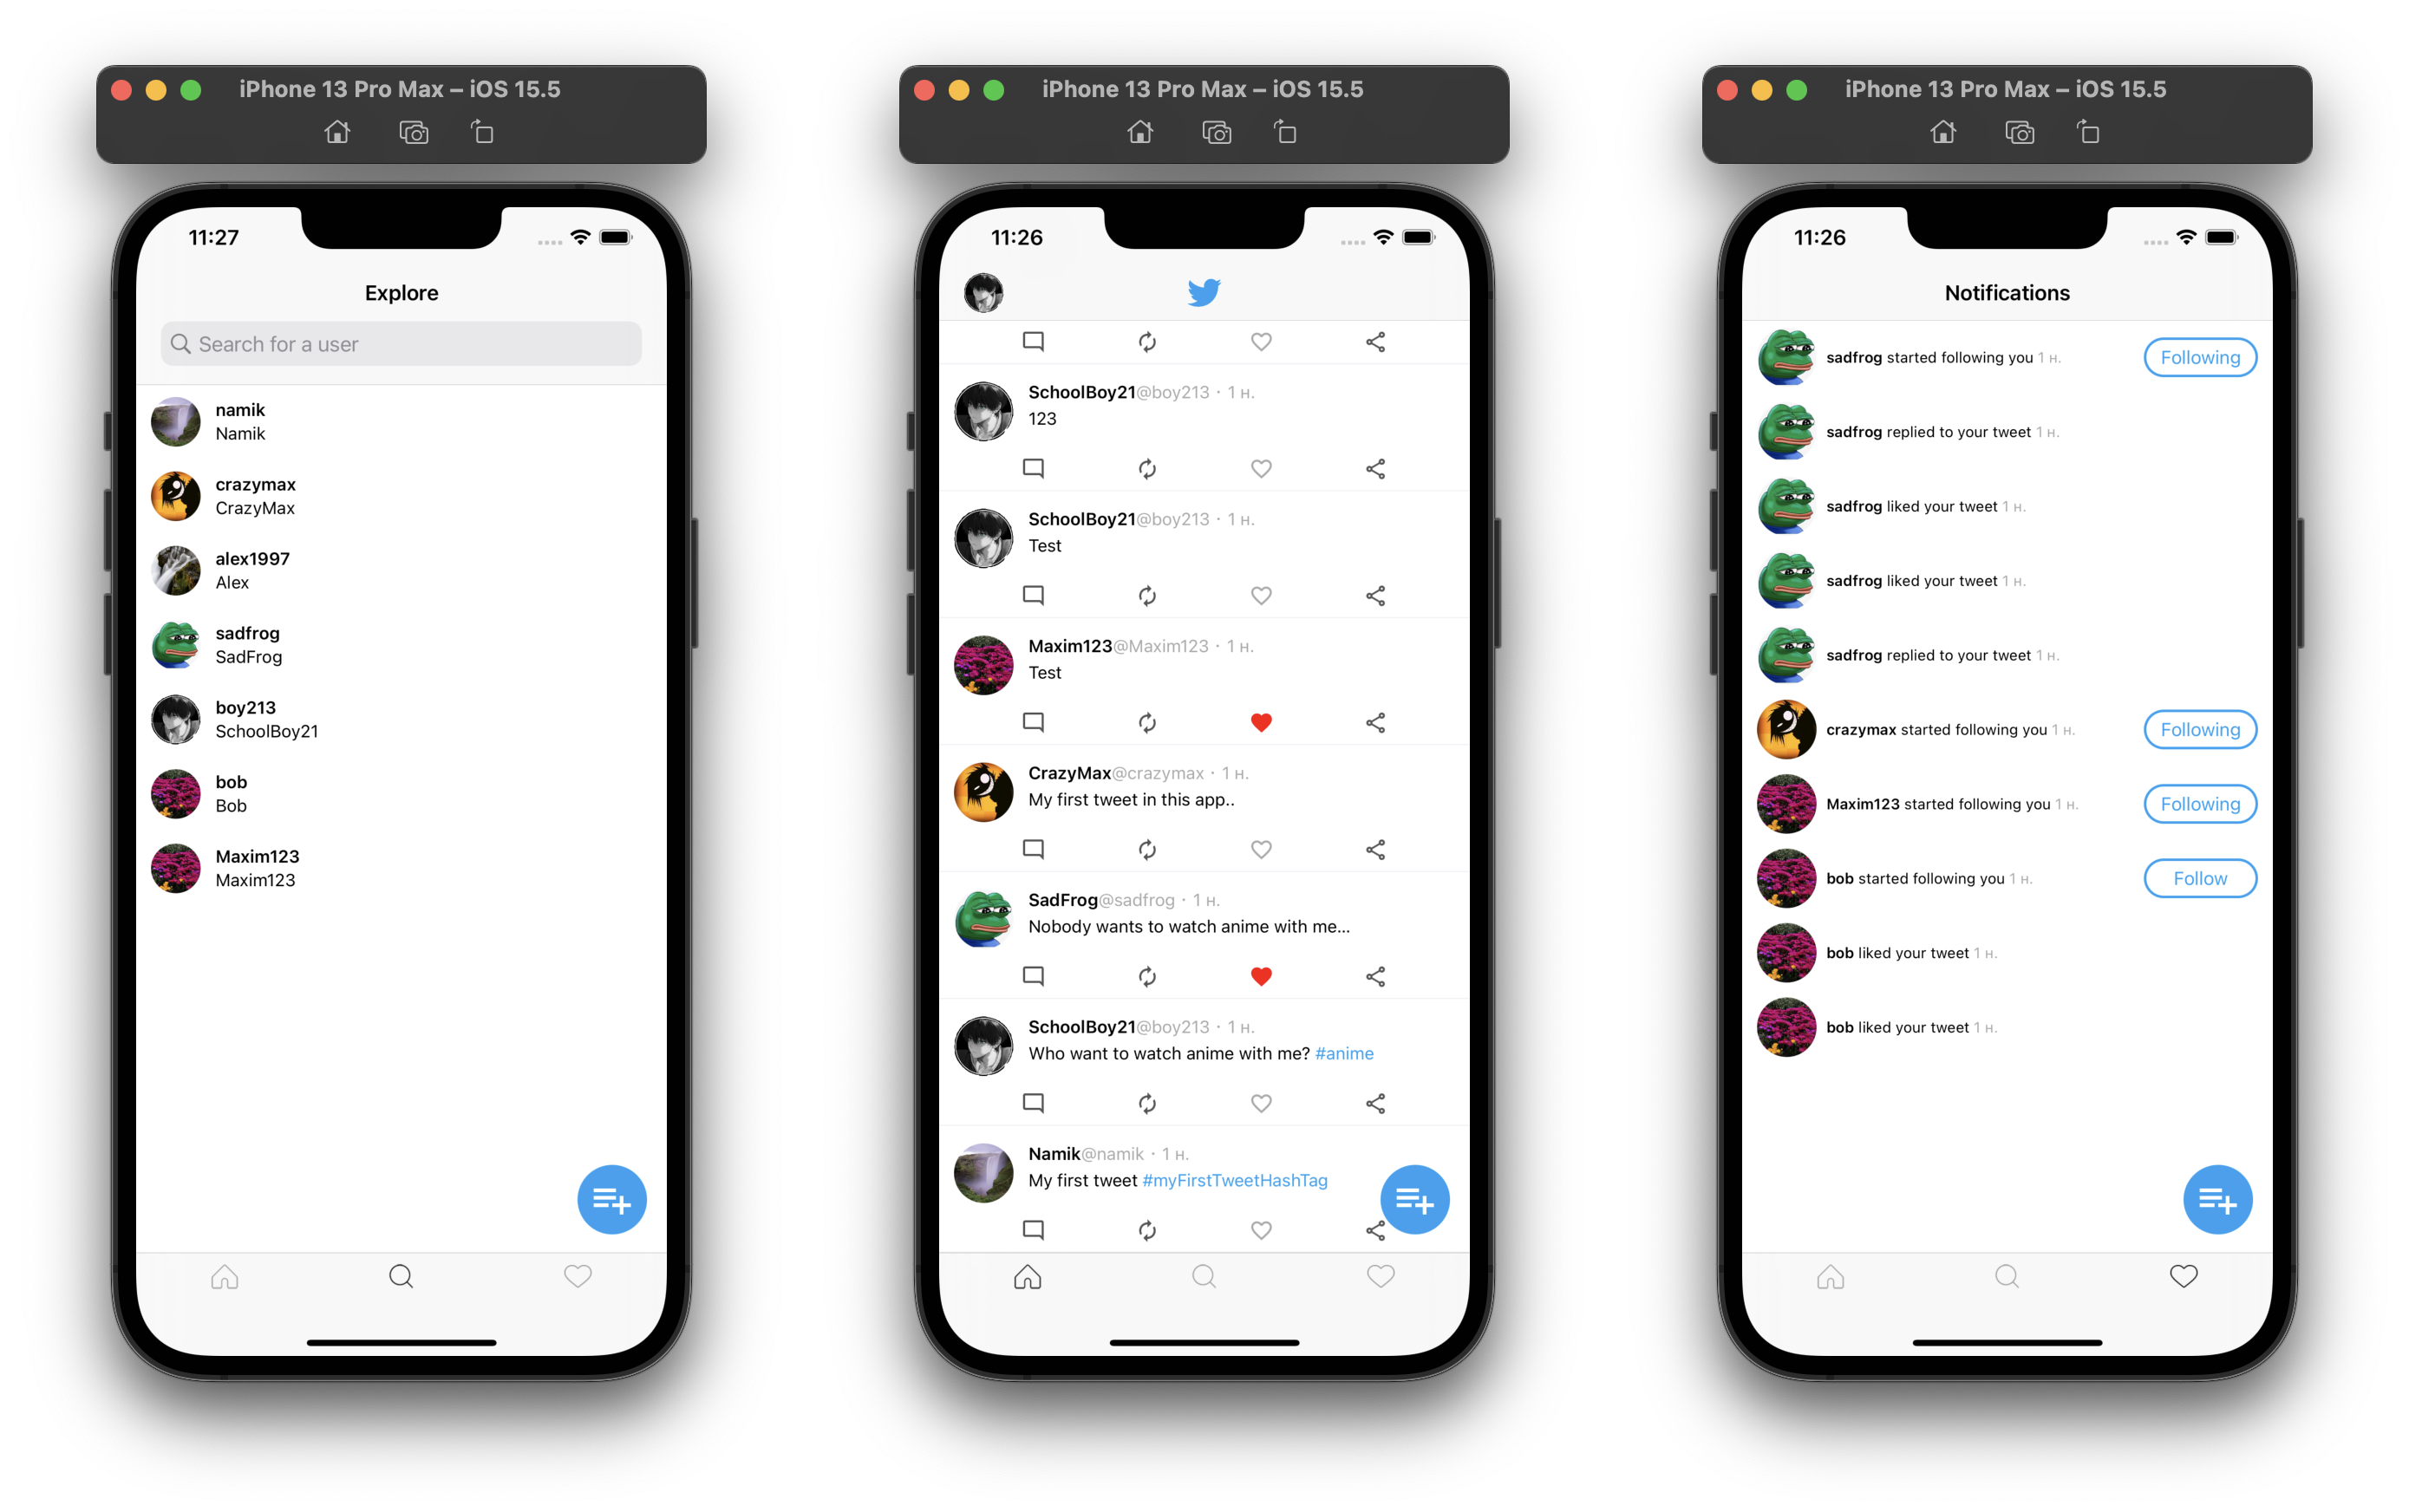 iPhone 13 Pro Max – iOS 15.5
11:27
Explore
Search for a user
namik
Namik
crazymax
CrazyMax
alex1997
Alex
sadfrog
SadFrog
boy213
SchoolBoy21
bob
Bob
Maxim123
Maxim123
iPhone 13 Pro Max – iOS 15.5
11:26
SchoolBoy21@boy213 · 1 н.
123
SchoolBoy21@boy213 · 1 н.
Test
Maxim123@Maxim123 · 1 н.
Test
CrazyMax@crazymax · 1 н.
My first tweet in this app..
SadFrog@sadfrog · 1 н.
Nobody wants to watch anime with me...
SchoolBoy21@boy213 · 1 н.
Who want to watch anime with me? #anime
Namik@namik · 1 н.
My first tweet #myFirstTweetHashTag
iPhone 13 Pro Max – iOS 15.5
11:26
Notifications
sadfrog started following you 1 н. Following
sadfrog replied to your tweet 1 н.
sadfrog liked your tweet 1 н.
sadfrog liked your tweet 1 н.
sadfrog replied to your tweet 1 н.
crazymax started following you 1 н. Following
Maxim123 started following you 1 н. Following
bob started following you 1 н. Follow
bob liked your tweet 1 н.
bob liked your tweet 1 н.